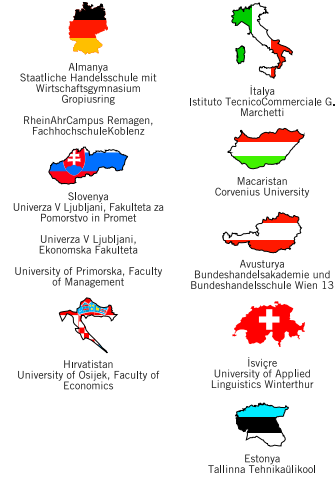 Almanya
Staatliche Handelsschule mit
Wirtschaftsgymnasium
Gropiusring
RheinAhrCampus Remagen,
FachhochschuleKoblenz
Slovenya
Univerza V Ljubljani, Fakulteta za
Pomorstvo in Promet
Univerza V Ljubljani,
Ekonomska Fakulteta
University of Primorska, Faculty
of Management
Hırvatistan
University of Osijek, Faculty of
Economics
İtalya
Istituto TecnicoCommerciale G.
Marchetti
Macaristan
Corvenius University
Avusturya
Bundeshandelsakademie und
Bundeshandelsschule Wien 13
İsviçre
University of Applied
Linguistics Winterthur
Estonya
Tallinna Tehnikaülikool